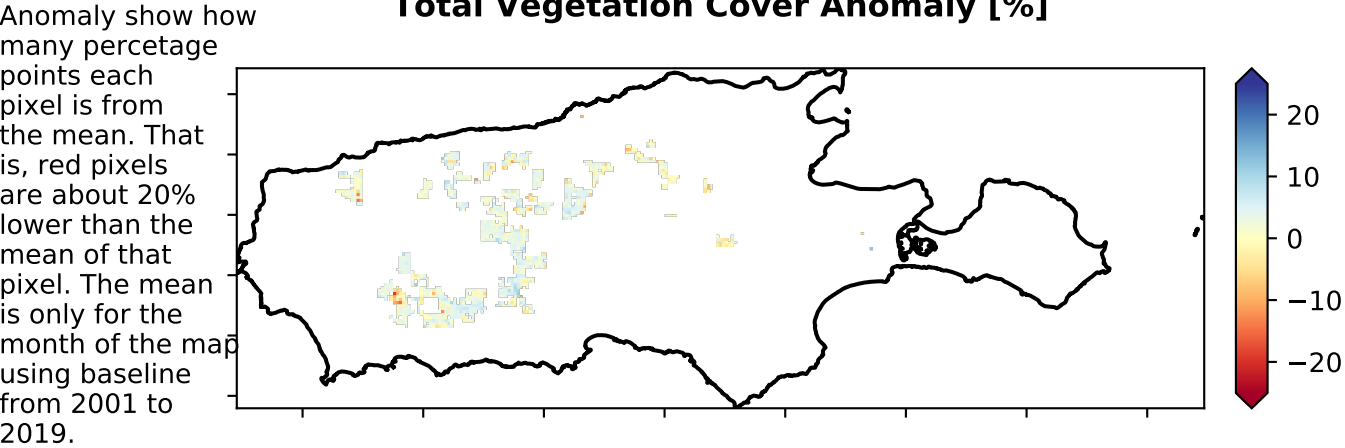 Total Vegetation Cover Anomaly [%]
Anomaly show how
many percetage
points each
pixel is from
the mean. That
is, red pixels
are about 20%
lower than the
mean of that
pixel. The mean
is only for the
month of the map
using baseline
from 2001 to
2019.
20
10
0
−10
−20